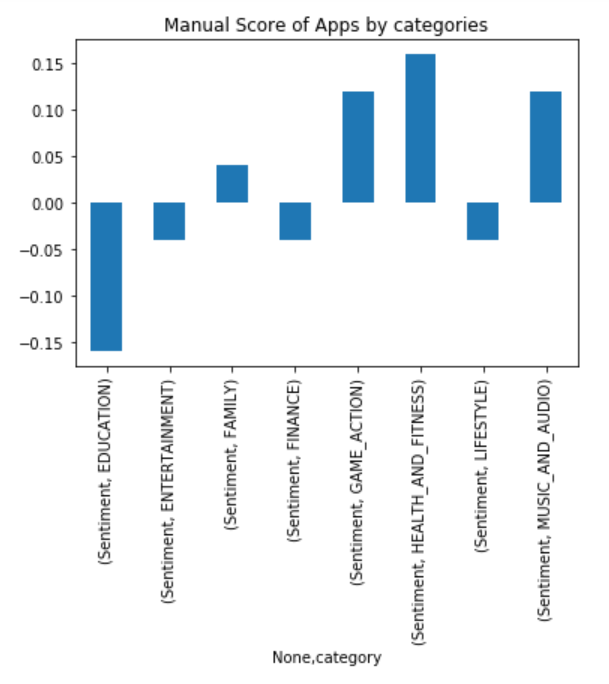 Manual Score of Apps by categories
0.15
0.10
0.05
0.00
−0.05
−0.10
−0.15
(Sentiment, EDUCATION)
(Sentiment, ENTERTAINMENT)
(Sentiment, FAMILY)
(Sentiment, FINANCE)
(Sentiment, GAME_ACTION)
(Sentiment, HEALTH_AND_FITNESS)
(Sentiment, LIFESTYLE)
(Sentiment, MUSIC_AND_AUDIO)
None,category